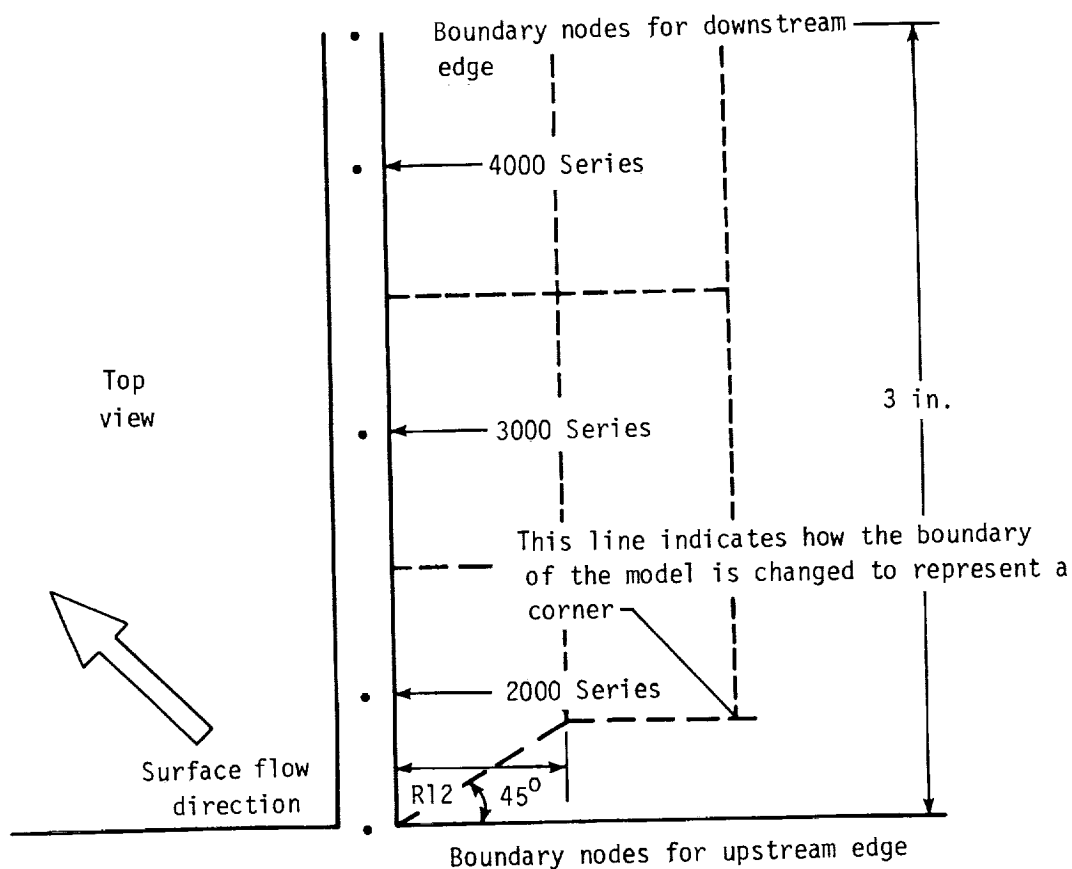 Boundary nodes for downstream
edge
4000 Series
Top
view
3 in.
3000 Series
This line indicates how the boundary
of the model is changed to represent a
corner
2000 Series
Surface flow
direction
R12
45°
Boundary nodes for upstream edge